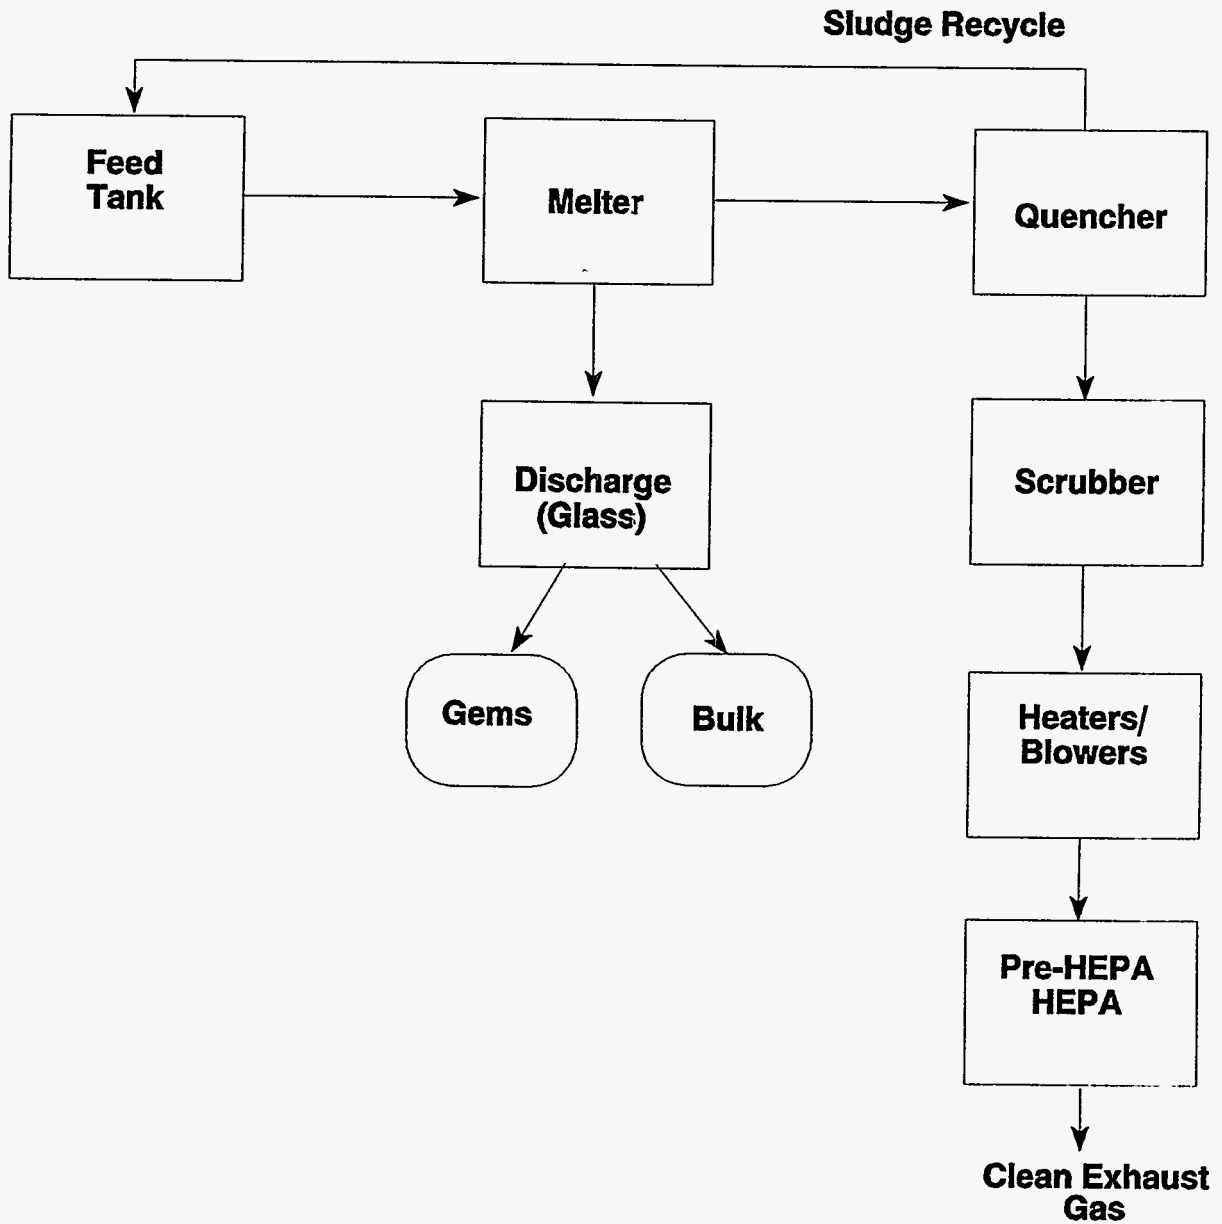 Sludge Recycle
Feed
Tank
Melter
Quencher
Discharge
(Glass)
Scrubber
Gems
Bulk
Heaters/
Blowers
Pre-HEPA
HEPA
Clean Exhaust
Gas